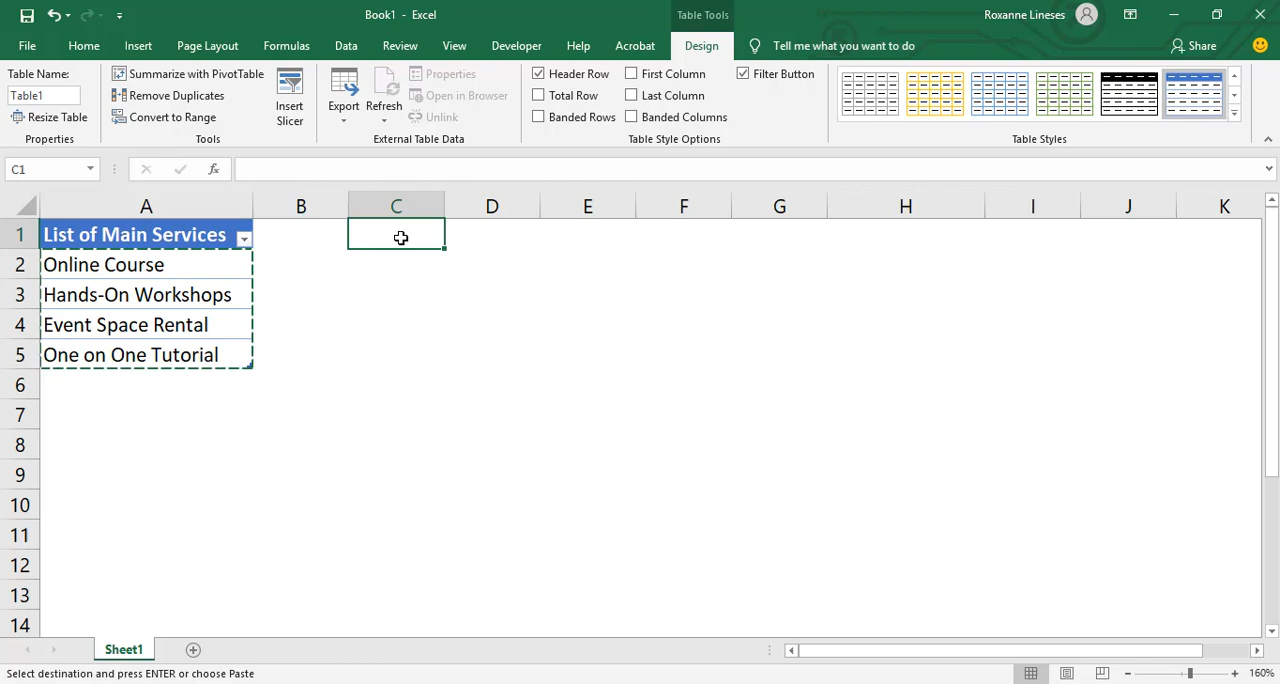 Book1 - Excel
Table Tools
Roxanne Lineses
File Home Insert Page Layout Formulas Data Review View Developer Help Acrobat Design Tell me what you want to do Share
Table Name:
Table1
Resize Table
Properties
Summarize with PivotTable
Remove Duplicates
Convert to Range
Insert
Slicer
Tools
Export
Refresh
Properties
Open in Browser
Unlink
External Table Data
Header Row
First Column
Filter Button
Total Row
Last Column
Banded Rows
Banded Columns
Table Style Options
Table Styles
C1
fx
A B C D E F G H I J K
1 List of Main Services
2 Online Course
3 Hands-On Workshops
4 Event Space Rental
5 One on One Tutorial
6
7
8
9
10
11
12
13
14
Sheet1
Select destination and press ENTER or choose Paste
160%